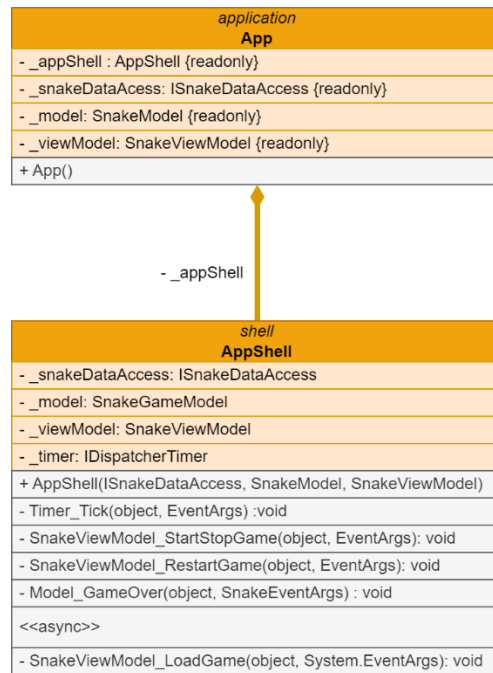 application
App
- _appShell : AppShell {readonly}
- _snakeDataAcess: ISnakeDataAccess {readonly}
- _model: SnakeModel {readonly}
- _viewModel: SnakeViewModel {readonly}
+ App()
- _appShell
shell
AppShell
- _snakeDataAccess: ISnakeDataAccess
- _model: SnakeGameModel
- _viewModel: SnakeViewModel
- _timer: IDispatcherTimer
+ AppShell(ISnakeDataAccess, SnakeModel, SnakeViewModel)
- Timer_Tick(object, EventArgs) :void
- SnakeViewModel_StartStopGame(object, EventArgs): void
- SnakeViewModel_RestartGame(object, EventArgs): void
- Model_GameOver(object, SnakeEventArgs) : void
<<async>>
- SnakeViewModel_LoadGame(object, System.EventArgs): void